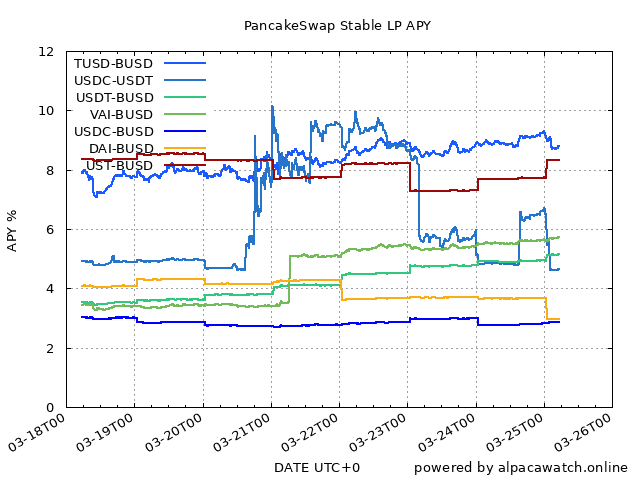 PancakeSwap Stable LP APY
12
10
8
6
4
2
0
APY %
TUSD-BUSD
USDC-USDT
USDT-BUSD
VAI-BUSD
USDC-BUSD
DAI-BUSD
UST-BUSD
03-18T00
03-19T00
03-20T00
03-21T00
03-22T00
03-23T00
03-24T00
03-25T00
03-26T00
DATE UTC+0
powered by alpacawatch.online